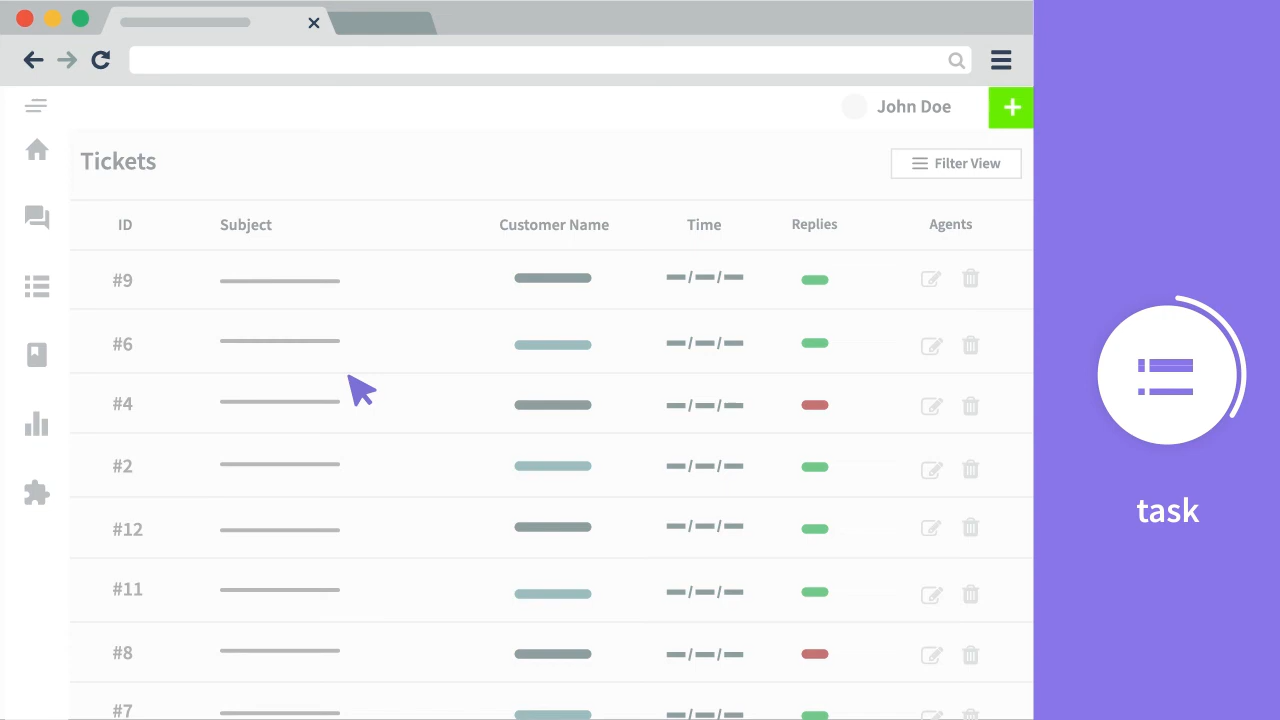 John Doe
+
Tickets
Filter View
ID Subject Customer Name Time Replies Agents
#9
#6
#4
#2
#12
#11
#8
#7
task